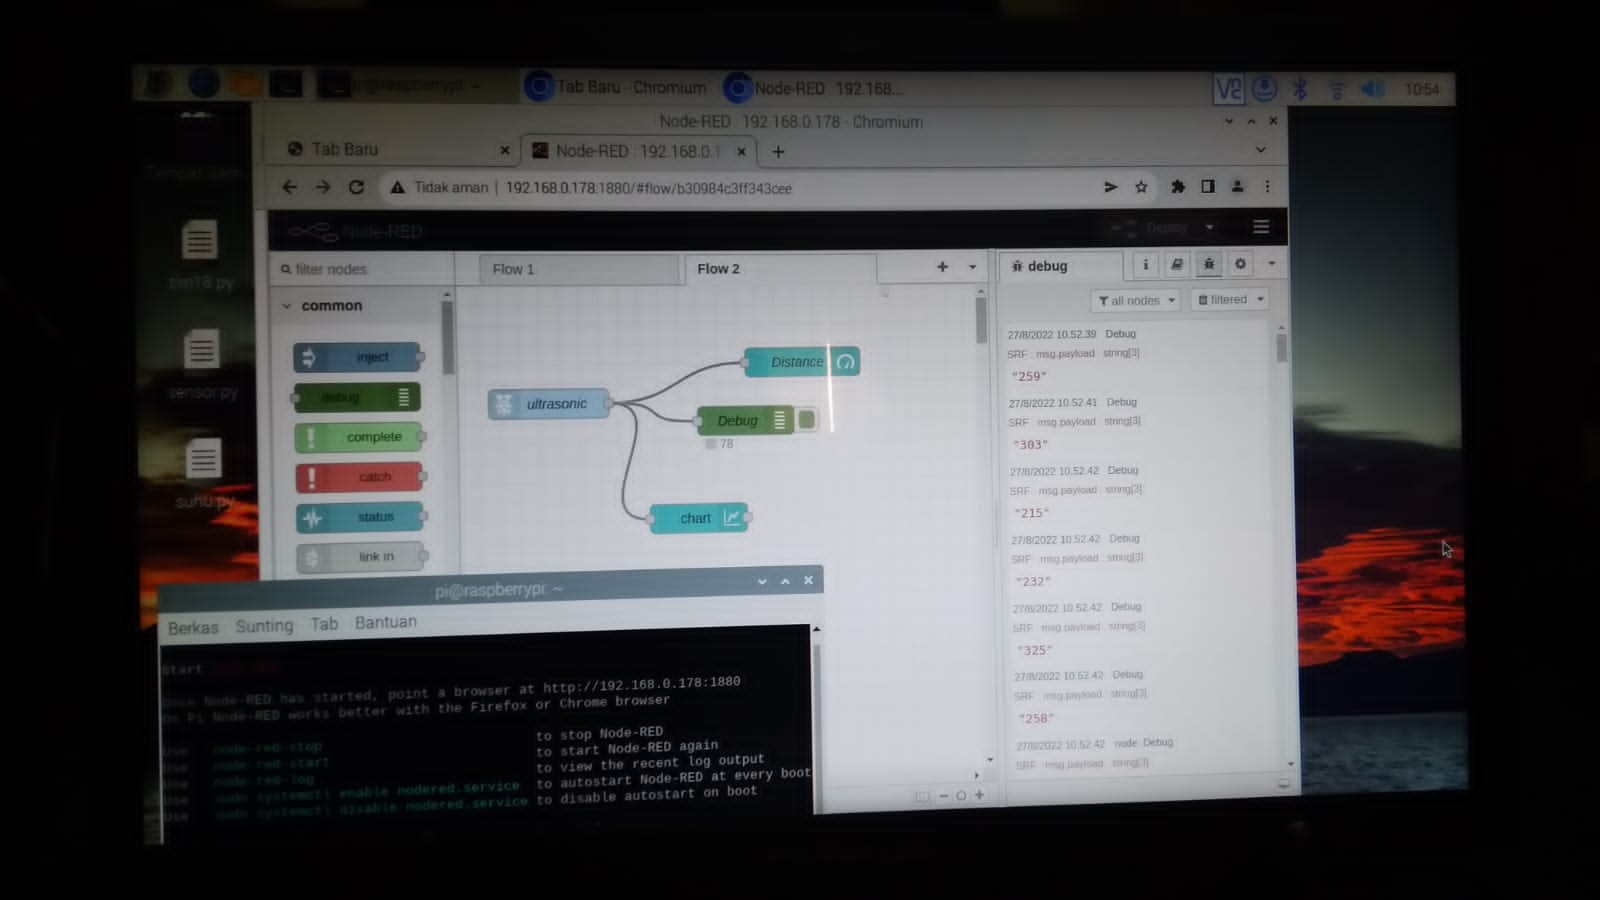 pi@raspberrypi: ~
Tab Baru - Chromium
Node-RED : 192.168...
V2
10:54
Node-RED : 192.168.0.178 - Chromium
Tab Baru
Node-RED : 192.168.0.1
Tidak aman | 192.168.0.178:1880/#flow/b30984c3ff343cee
Node-RED
Deploy
filter nodes
Flow 1
Flow 2
debug
common
all nodes
filtered
inject
debug
complete
catch
status
link in
ultrasonic
Distance
Debug
78
chart
27/8/2022 10.52.39 Debug
SRF : msg.payload : string[3]
"259"
27/8/2022 10.52.41 Debug
SRF : msg.payload : string[3]
"303"
27/8/2022 10.52.42 Debug
SRF : msg.payload : string[3]
"215"
27/8/2022 10.52.42 Debug
SRF : msg.payload : string[3]
"232"
27/8/2022 10.52.42 Debug
SRF : msg.payload : string[3]
"325"
27/8/2022 10.52.42 Debug
SRF : msg.payload : string[3]
"258"
27/8/2022 10.52.42 node: Debug
SRF : msg.payload : string[3]
sensor.py
suhu.py
pi@raspberrypi: ~
Berkas Sunting Tab Bantuan
Start
Once Node-RED has started, point a browser at http://192.168.0.178:1880
On Pi Node-RED works better with the Firefox or Chrome browser
Use node-red-stop to stop Node-RED
Use node-red-start to start Node-RED again
Use node-red-log to view the recent log output
Use sudo systemctl enable nodered.service to autostart Node-RED at every boot
Use sudo systemctl disable nodered.service to disable autostart on boot